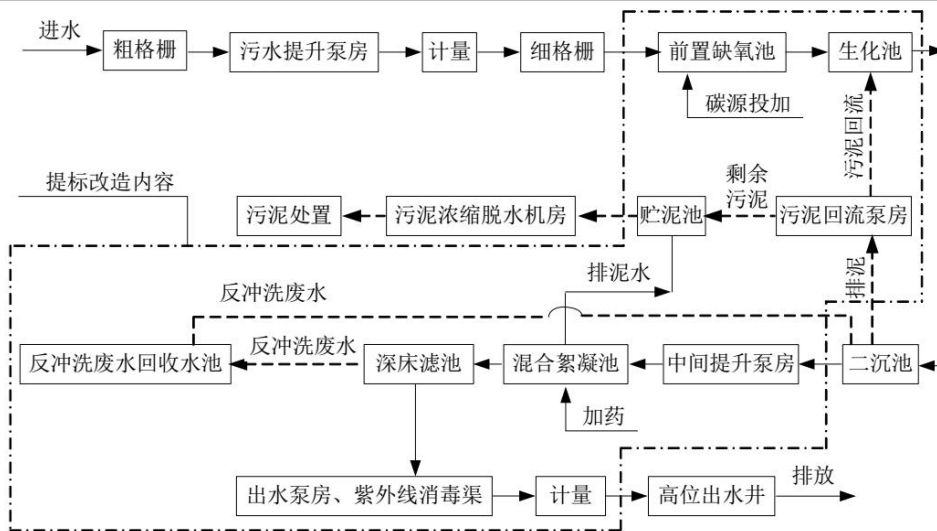 进水
粗格栅
污水提升泵房
计量
细格栅
前置缺氧池
生化池
碳源投加
污泥回流
提标改造内容
污泥处置
污泥浓缩脱水机房
贮泥池
剩余
污泥
污泥回流泵房
排泥水
排泥
反冲洗废水
反冲洗废水回收水池
反冲洗废水
深床滤池
混合絮凝池
中间提升泵房
二沉池
加药
出水泵房、紫外线消毒渠
计量
高位出水井
排放